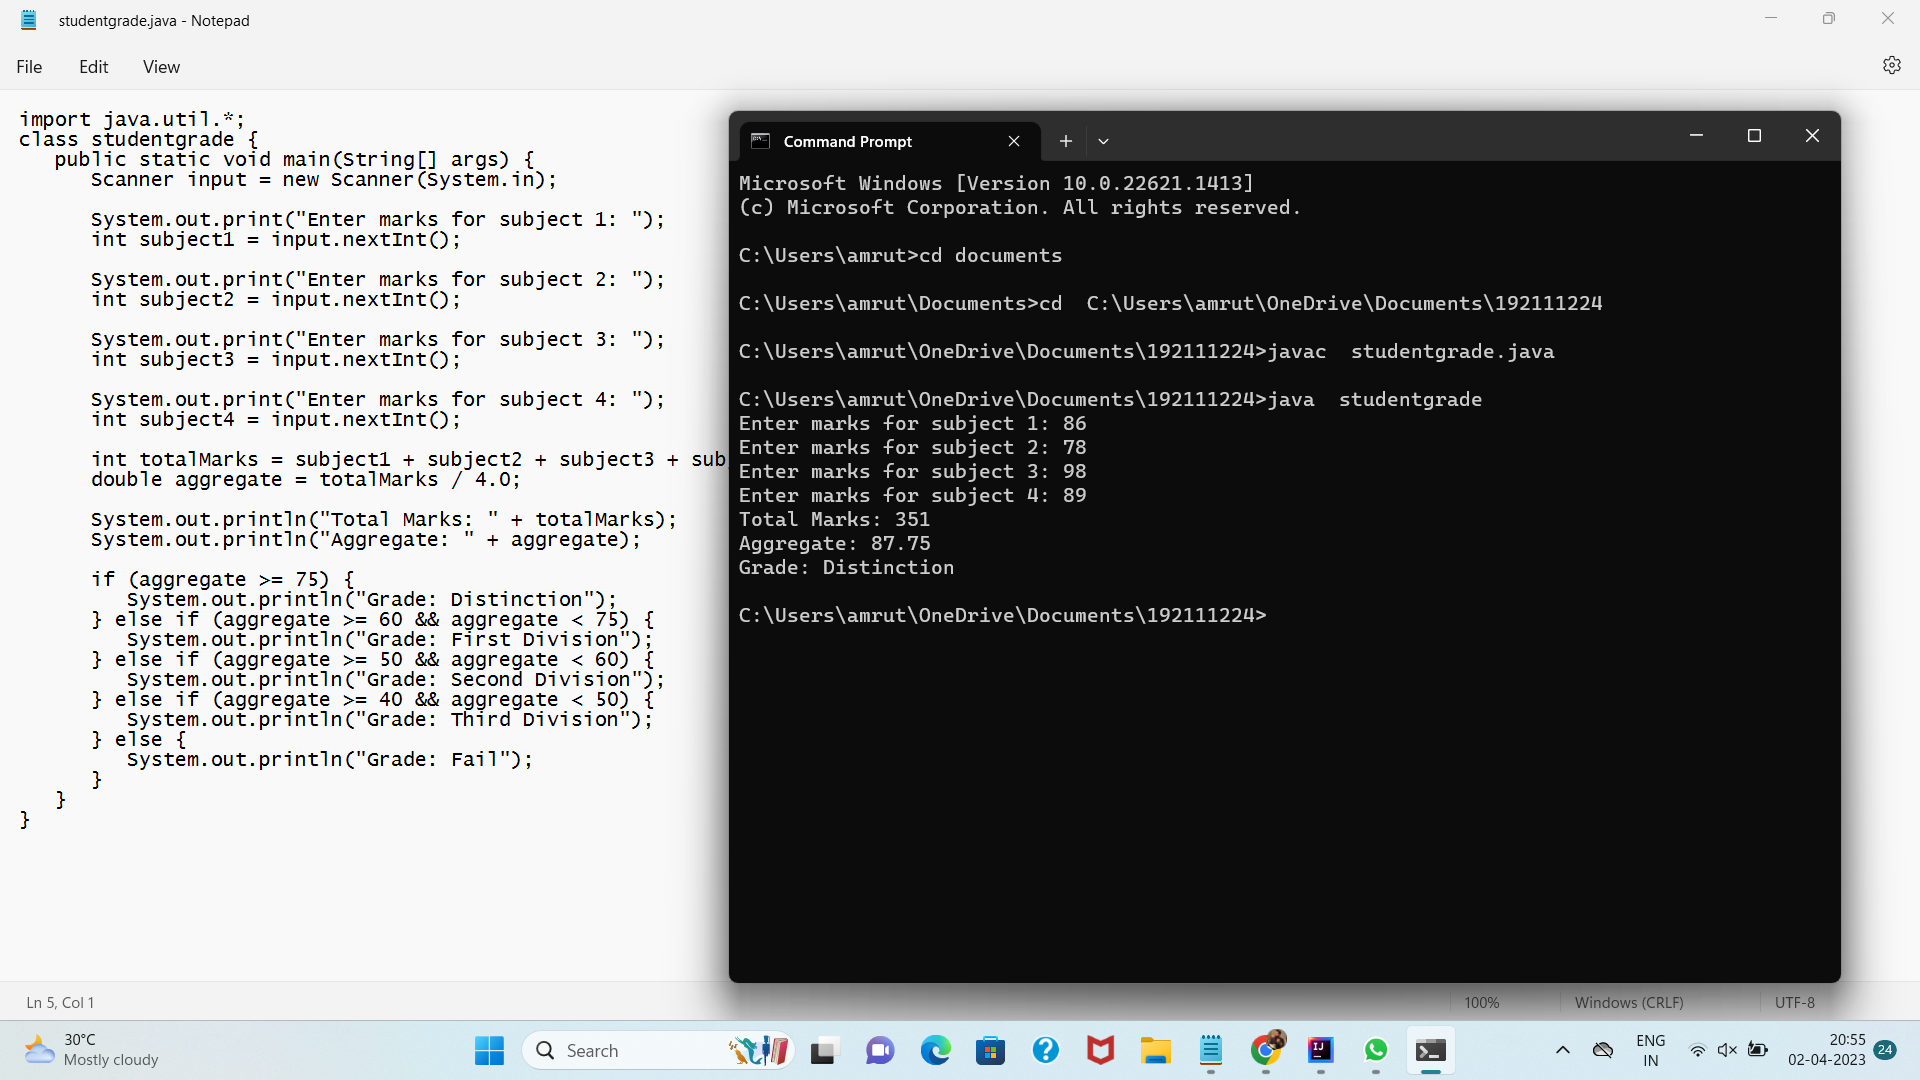 studentgrade.java - Notepad
File Edit View
import java.util.*;
class studentgrade {
public static void main(String[] args) {
Scanner input = new Scanner(System.in);
System.out.print("Enter marks for subject 1: ");
int subject1 = input.nextInt();
System.out.print("Enter marks for subject 2: ");
int subject2 = input.nextInt();
System.out.print("Enter marks for subject 3: ");
int subject3 = input.nextInt();
System.out.print("Enter marks for subject 4: ");
int subject4 = input.nextInt();
int totalMarks = subject1 + subject2 + subject3 + sub
double aggregate = totalMarks / 4.0;
System.out.println("Total Marks: " + totalMarks);
System.out.println("Aggregate: " + aggregate);
if (aggregate >= 75) {
System.out.println("Grade: Distinction");
} else if (aggregate >= 60 && aggregate < 75) {
System.out.println("Grade: First Division");
} else if (aggregate >= 50 && aggregate < 60) {
System.out.println("Grade: Second Division");
} else if (aggregate >= 40 && aggregate < 50) {
System.out.println("Grade: Third Division");
} else {
System.out.println("Grade: Fail");
}
}
}
Command Prompt
Microsoft Windows [Version 10.0.22621.1413]
(c) Microsoft Corporation. All rights reserved.
C:\Users\amrut>cd documents
C:\Users\amrut\Documents>cd  C:\Users\amrut\OneDrive\Documents\192111224
C:\Users\amrut\OneDrive\Documents\192111224>javac  studentgrade.java
C:\Users\amrut\OneDrive\Documents\192111224>java  studentgrade
Enter marks for subject 1: 86
Enter marks for subject 2: 78
Enter marks for subject 3: 98
Enter marks for subject 4: 89
Total Marks: 351
Aggregate: 87.75
Grade: Distinction
C:\Users\amrut\OneDrive\Documents\192111224>
Ln 5, Col 1
100%
Windows (CRLF)
UTF-8
30°C
Mostly cloudy
Search
IJ
ENG
IN
20:55
02-04-2023
24